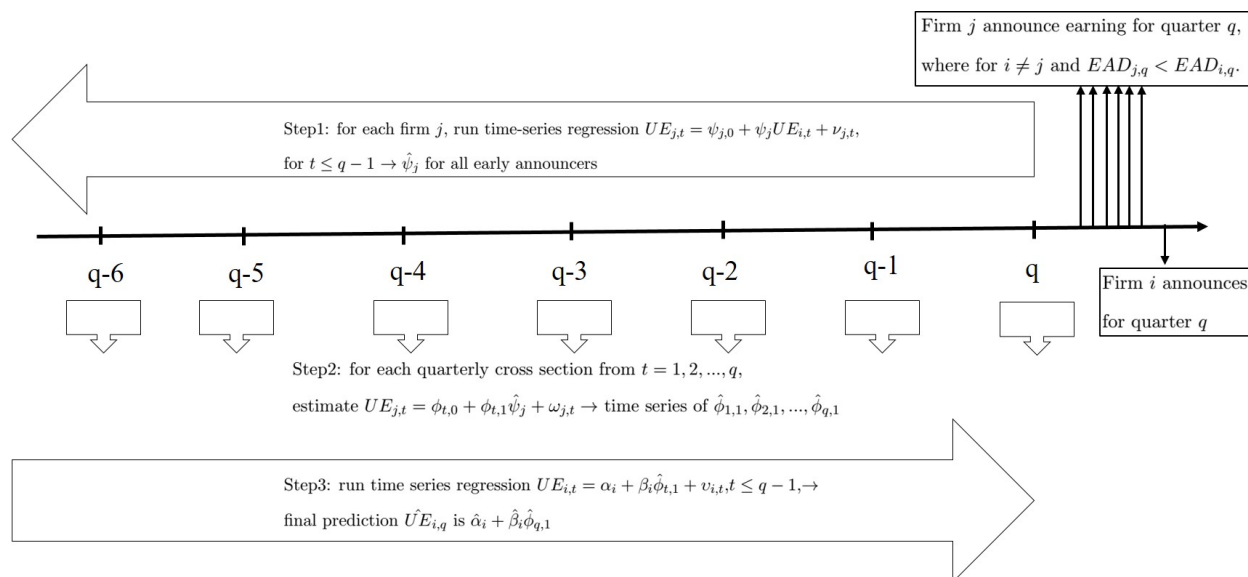 Firm j announce earning for quarter q,
where for i ≠ j and EAD_{j,q} < EAD_{i,q}.
Step1: for each firm j, run time-series regression UE_{j,t} = ψ_{j,0} + ψ_j UE_{i,t} + ν_{j,t},
for t ≤ q − 1 → ψ̂_j for all early announcers
q-6 q-5 q-4 q-3 q-2 q-1 q
Firm i announces
for quarter q
Step2: for each quarterly cross section from t = 1, 2, ..., q,
estimate UE_{j,t} = ϕ_{t,0} + ϕ_{t,1}ψ̂_j + ω_{j,t} → time series of ϕ̂_{1,1}, ϕ̂_{2,1}, ..., ϕ̂_{q,1}
Step3: run time series regression UE_{i,t} = α_i + β_iϕ̂_{t,1} + υ_{i,t},t ≤ q − 1,→
final prediction ÛE_{i,q} is α̂_i + β̂_iϕ̂_{q,1}